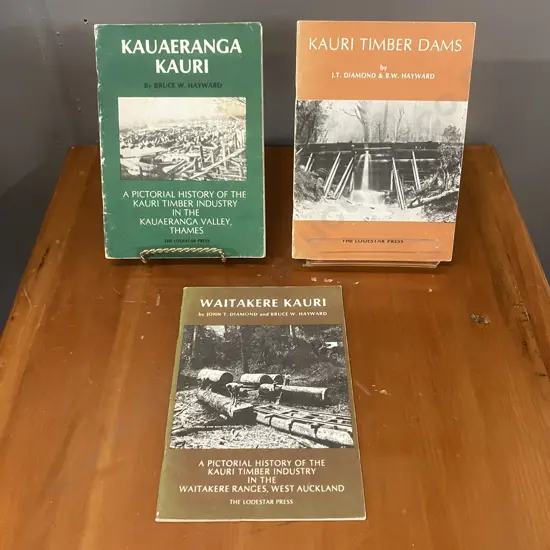 KAUAERANGA
KAURI
By BRUCE W. HAYWARD
A PICTORIAL HISTORY OF THE
KAURI TIMBER INDUSTRY
IN THE
KAUAERANGA VALLEY,
THAMES
THE LODESTAR PRESS
KAURI TIMBER DAMS
by
J.T. DIAMOND & B.W. HAYWARD
THE LODESTAR PRESS
WAITAKERE KAURI
by JOHN T. DIAMOND and BRUCE W. HAYWARD
A PICTORIAL HISTORY OF THE
KAURI TIMBER INDUSTRY
IN THE
WAITAKERE RANGES, WEST AUCKLAND
THE LODESTAR PRESS